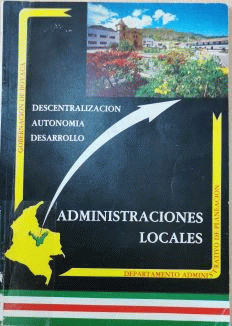 GOBERNACION DE BOYACA
DESCENTRALIZACION
AUTONOMIA
DESARROLLO
ADMINISTRACIONES
LOCALES
DEPARTAMENTO ADMINISTRATIVO DE PLANEACION